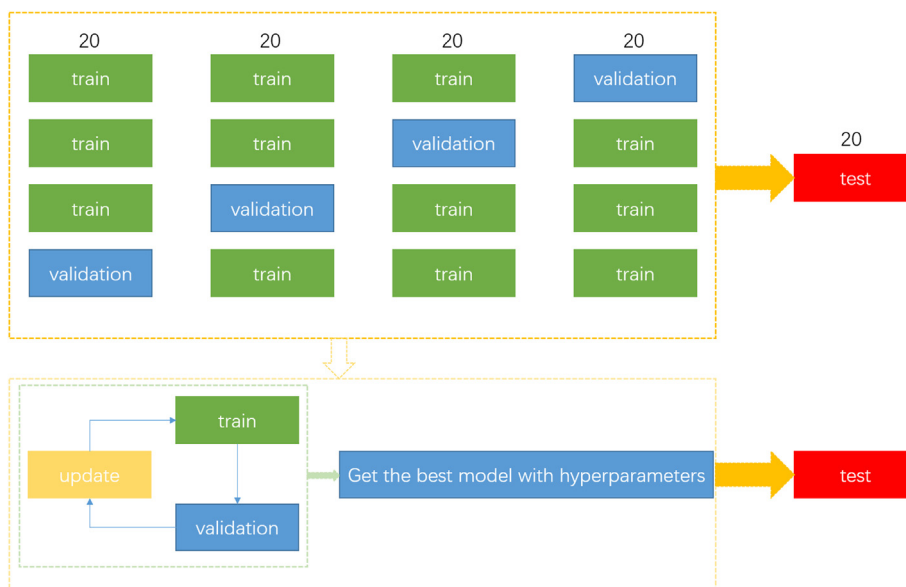 20 20 20 20
train train train validation
train train validation train
20
train validation train train
test
validation train train train
train
update
Get the best model with hyperparameters
test
validation